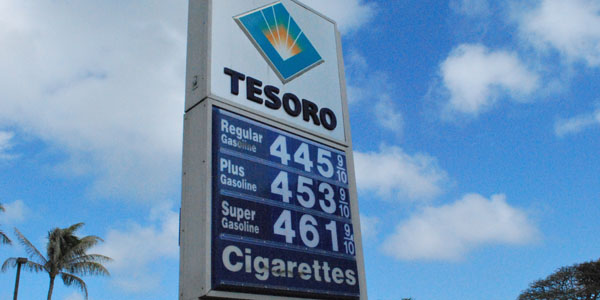 TESORO
Regular
Gasoline
445 9/10
Plus
Gasoline
453 9/10
Super
Gasoline
461 9/10
Cigarettes